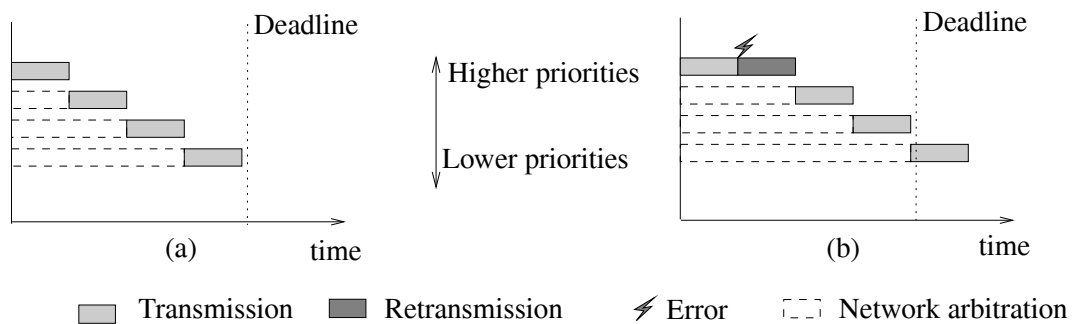 Deadline
Deadline
Higher priorities
Lower priorities
(a)
time
(b)
time
Transmission
Retransmission
Error
Network arbitration